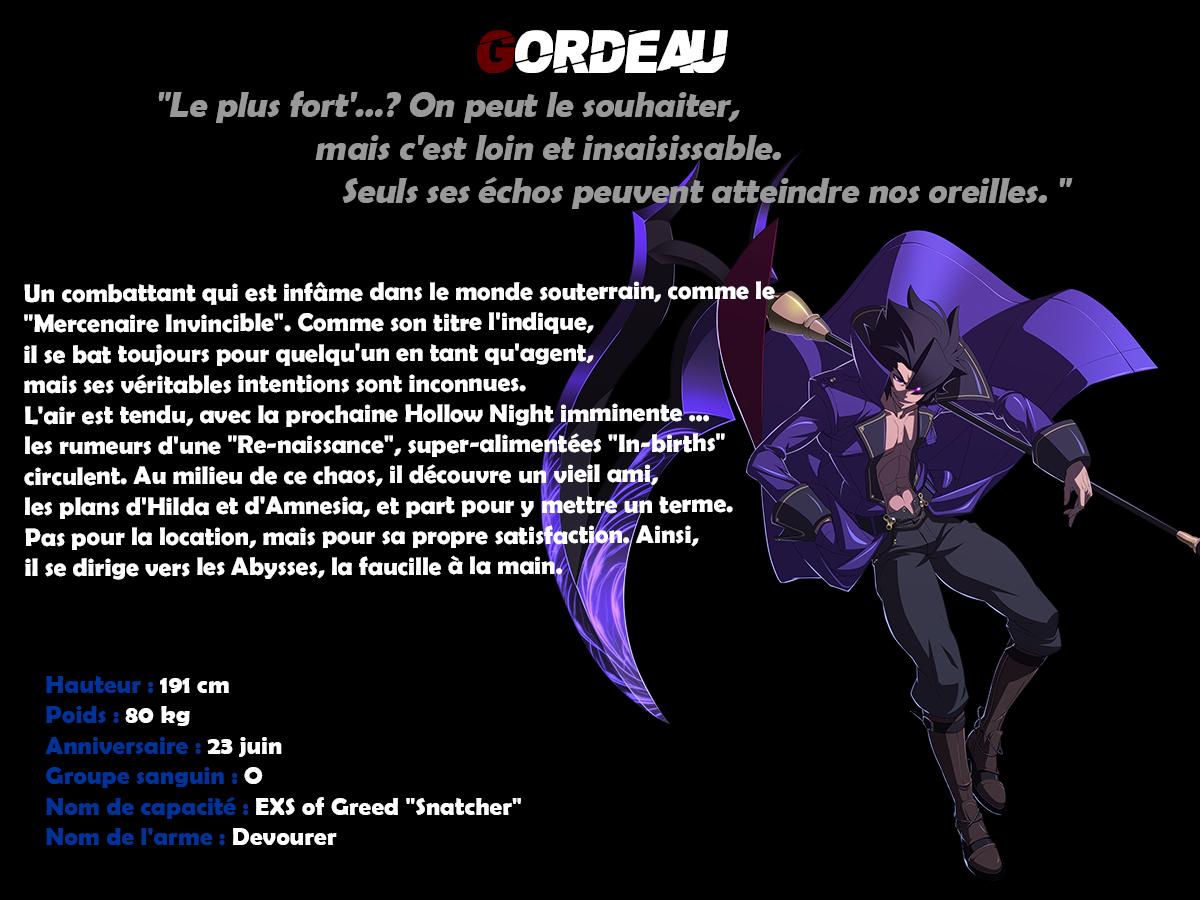 GORDEAU
"Le plus fort'...? On peut le souhaiter,
mais c'est loin et insaisissable.
Seuls ses échos peuvent atteindre nos oreilles. "
Un combattant qui est infâme dans le monde souterrain, comme le
"Mercenaire Invincible". Comme son titre l'indique,
il se bat toujours pour quelqu'un en tant qu'agent,
mais ses véritables intentions sont inconnues.
L'air est tendu, avec la prochaine Hollow Night imminente ...
les rumeurs d'une "Re-naissance", super-alimentées "In-births"
circulent. Au milieu de ce chaos, il découvre un vieil ami,
les plans d'Hilda et d'Amnesia, et part pour y mettre un terme.
Pas pour la location, mais pour sa propre satisfaction. Ainsi,
il se dirige vers les Abysses, la faucille à la main.
Hauteur : 191 cm
Poids : 80 kg
Anniversaire : 23 juin
Groupe sanguin : O
Nom de capacité : EXS of Greed "Snatcher"
Nom de l'arme : Devourer